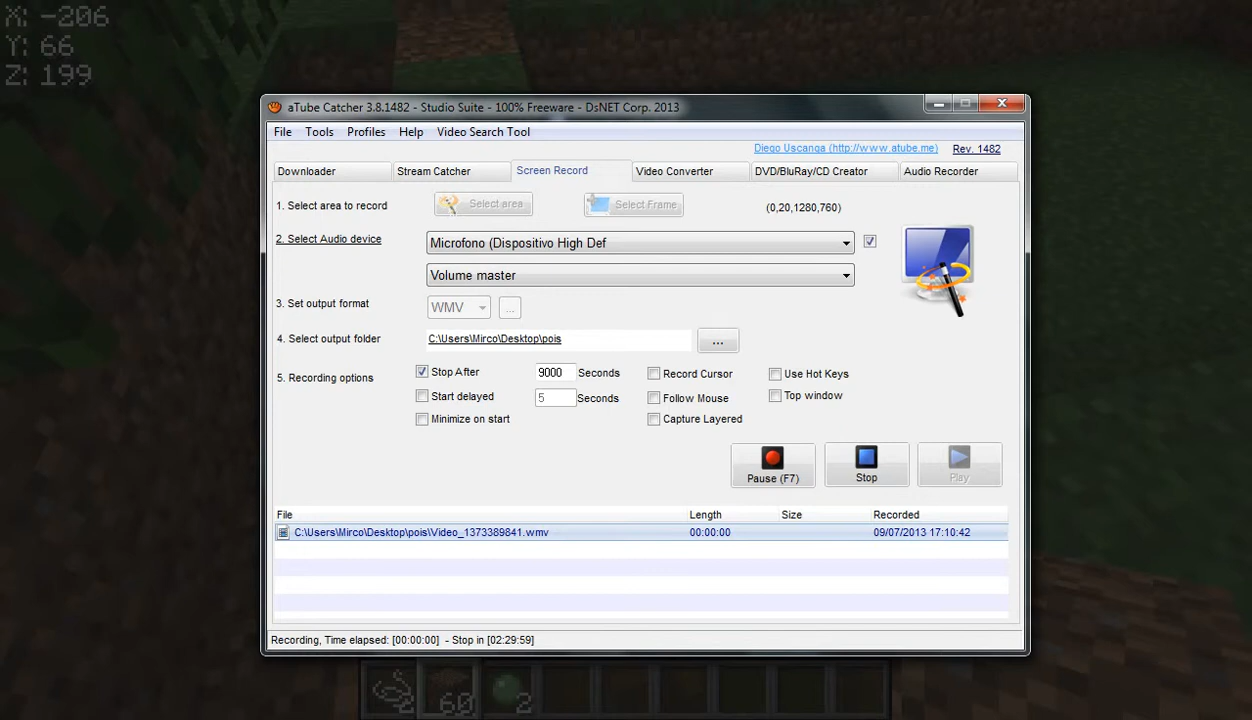 X: -206
Y: 66
Z: 199
aTube Catcher 3.8.1482 - Studio Suite - 100% Freeware - DsNET Corp. 2013
File Tools Profiles Help Video Search Tool
Diego Uscanga (http://www.atube.me) Rev. 1482
Downloader Stream Catcher Screen Record Video Converter DVD/BluRay/CD Creator Audio Recorder
1. Select area to record Select area Select Frame (0,20,1280,760)
2. Select Audio device Microfono (Dispositivo High Def
Volume master
3. Set output format WMV ...
4. Select output folder C:\Users\Mirco\Desktop\pois ...
5. Recording options Stop After 9000 Seconds Record Cursor Use Hot Keys
Start delayed 5 Seconds Follow Mouse Top window
Minimize on start Capture Layered
Pause (F7) Stop Play
File Length Size Recorded
C:\Users\Mirco\Desktop\pois\Video_1373389841.wmv 00:00:00 09/07/2013 17:10:42
Recording, Time elapsed: [00:00:00] - Stop in [02:29:59]
60 2